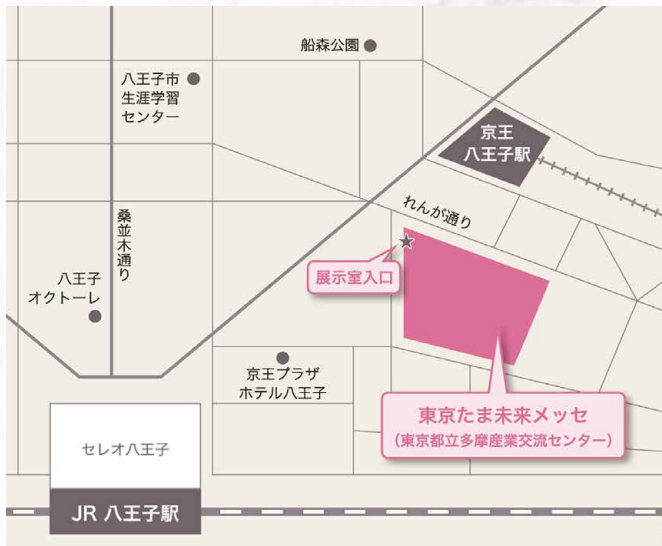 船森公園
八王子市
生涯学習
センター
京王
八王子駅
れんが通り
桑並木通り
展示室入口
八王子
オクトーレ
京王プラザ
ホテル八王子
東京たま未来メッセ
(東京都立多摩産業交流センター)
セレオ八王子
JR 八王子駅